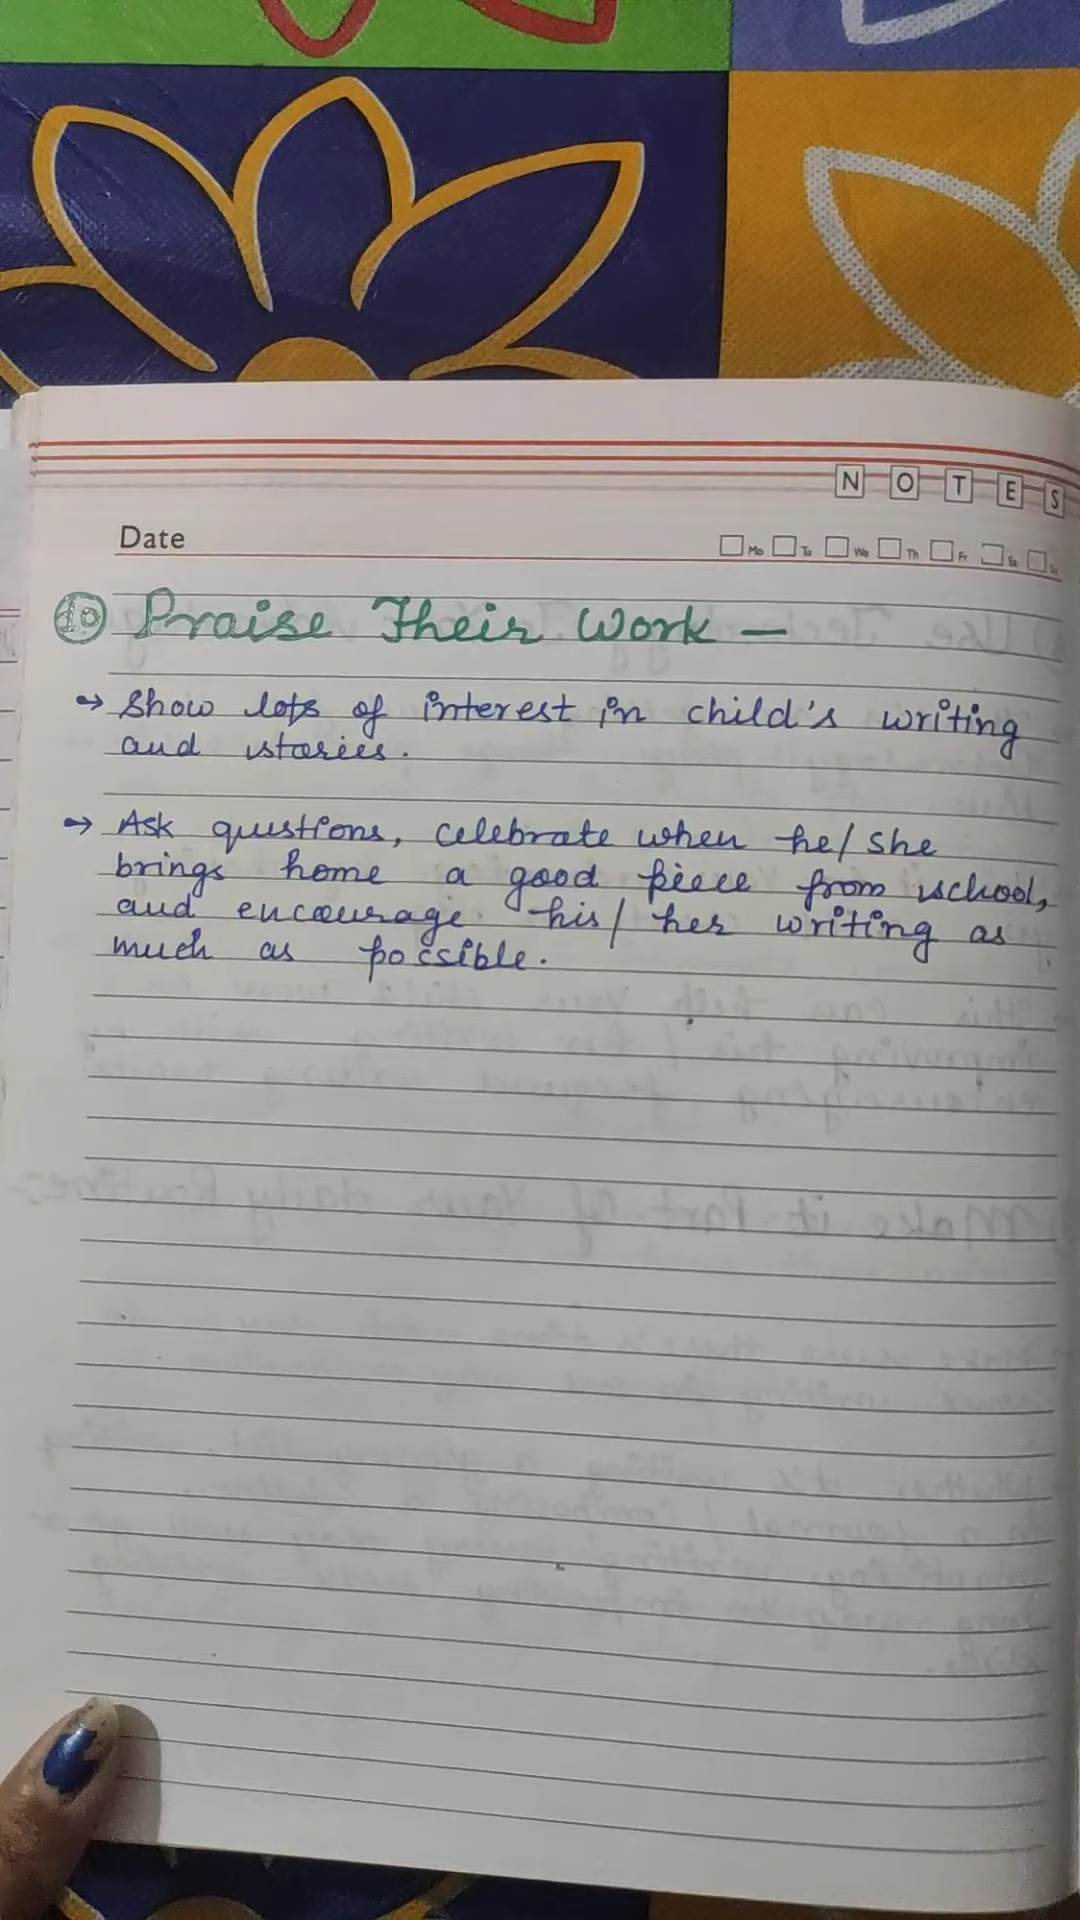 NOTES
Date
Mo Tu We Th Fr Sa Su
10 Praise Their Work —
→ Show lots of interest in child's writing
and stories.
→ Ask questions, celebrate when he/she
brings home a good piece from school,
and encourage his/her writing as
much as possible.